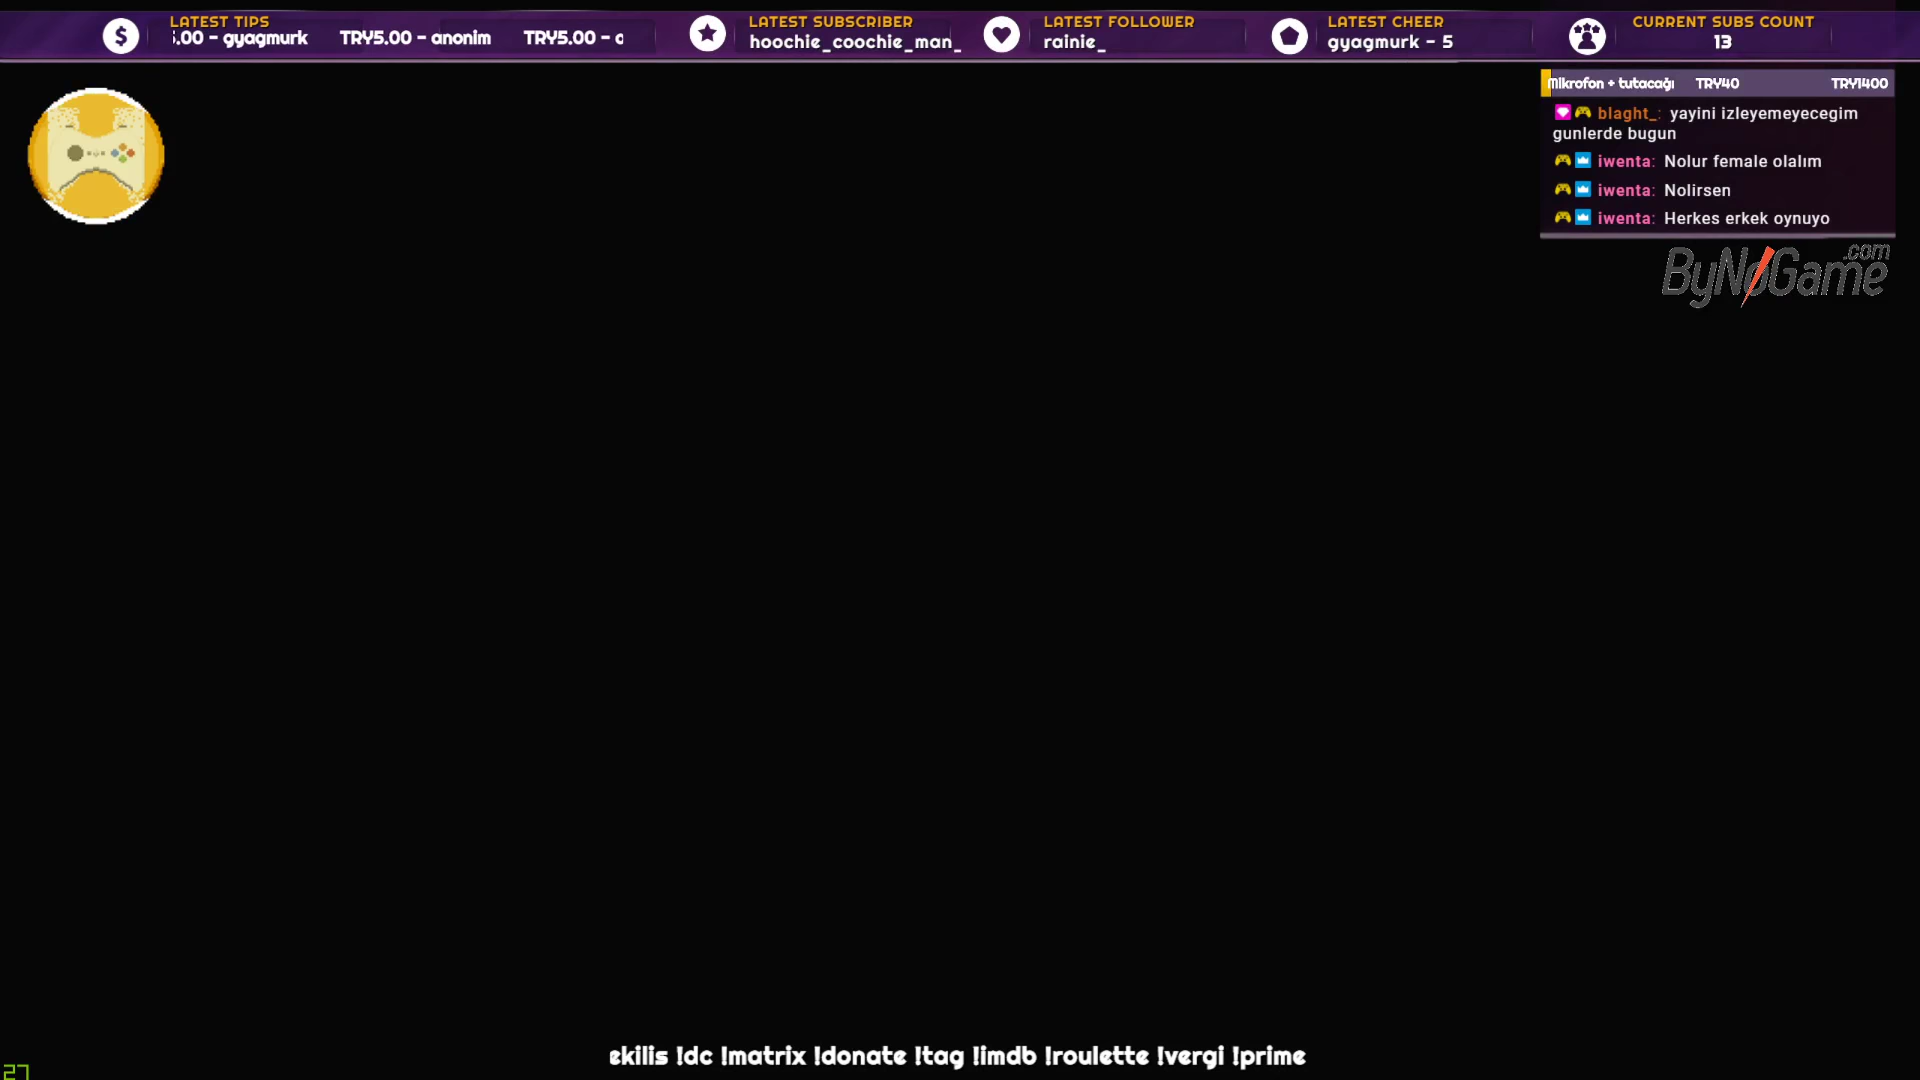 LATEST TIPS
.00 - gyagmurk TRY5.00 - anonim TRY5.00 -
LATEST SUBSCRIBER
hoochie_coochie_man_
LATEST FOLLOWER
rainie_
LATEST CHEER
gyagmurk - 5
CURRENT SUBS COUNT
13
Mikrofon + tutacağı TRY40 TRY1400
blaght_: yayini izleyemeyecegim
gunlerde bugun
iwenta: Nolur female olalım
iwenta: Nolirsen
iwenta: Herkes erkek oynuyo
ByNoGame.com
ekilis !dc !matrix !donate !tag !imdb !roulette !vergi !prime
27